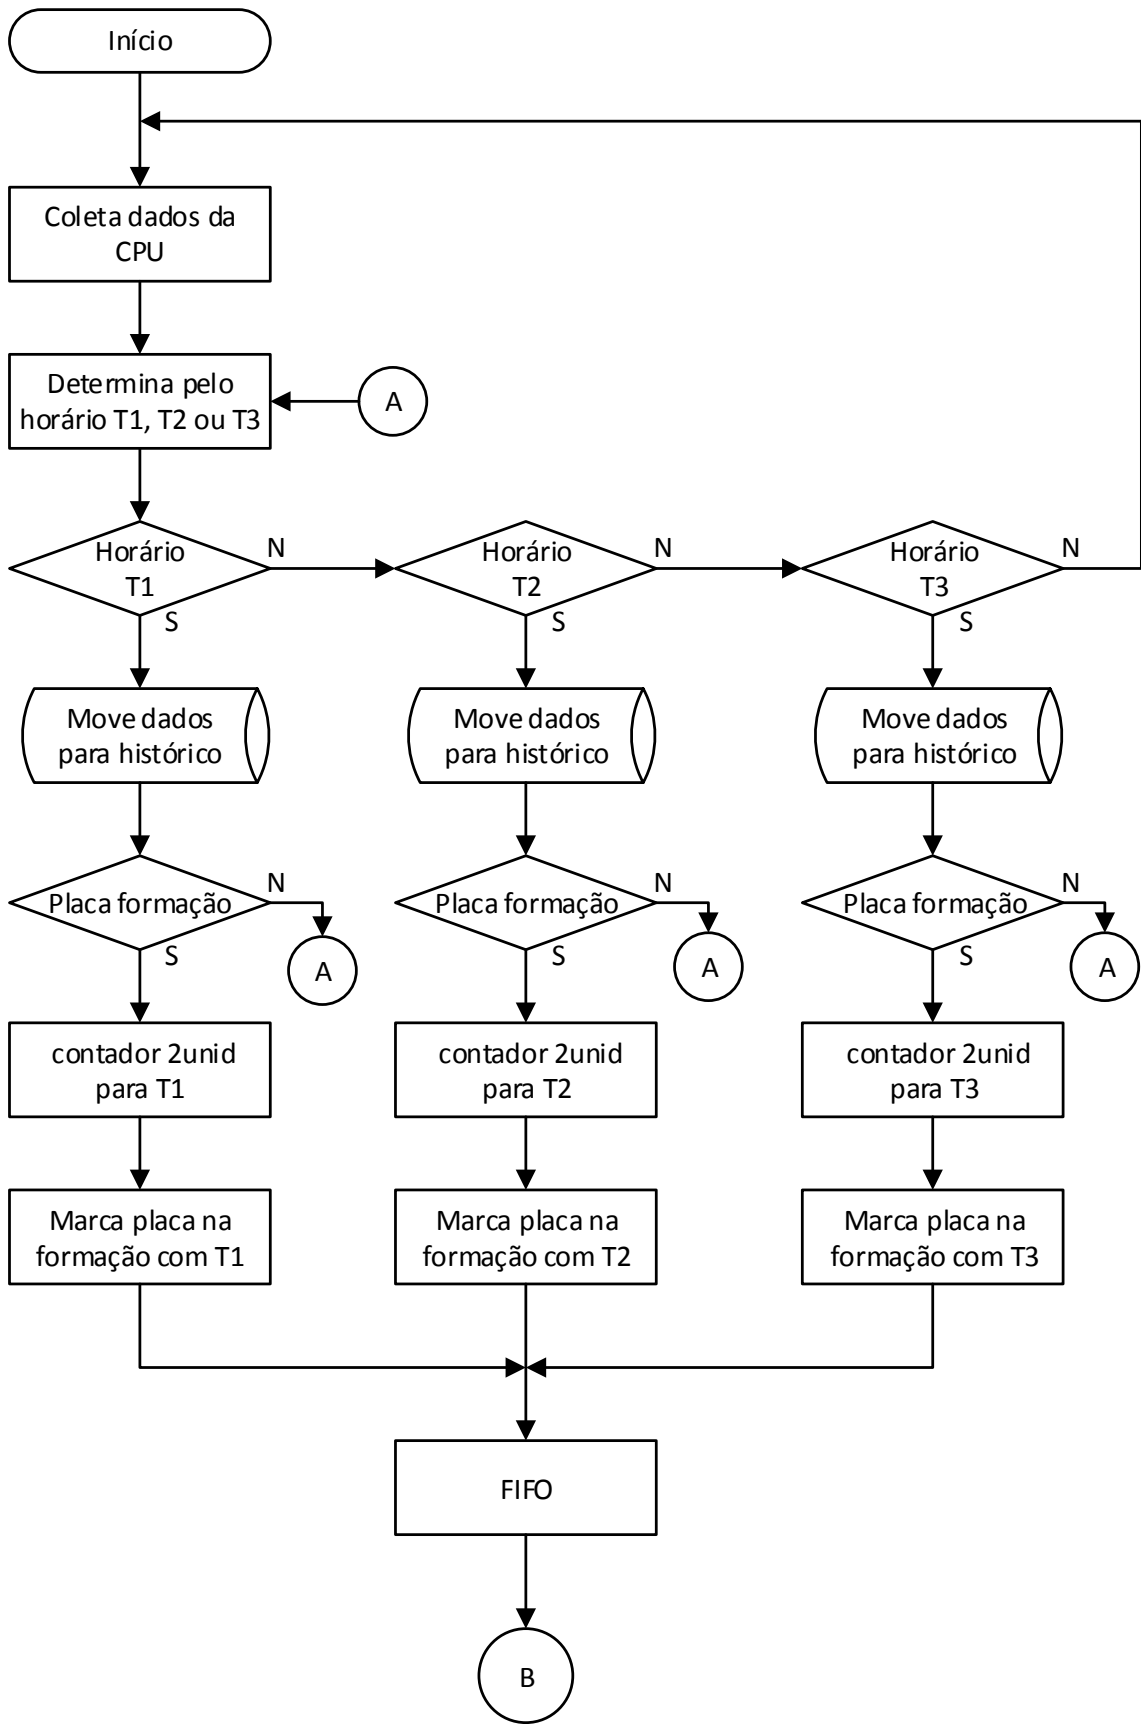 Início
Coleta dados da
CPU
Determina pelo
horário T1, T2 ou T3
A
Horário
T1
N
S
Horário
T2
N
S
Horário
T3
N
S
Move dados
para histórico
Move dados
para histórico
Move dados
para histórico
Placa formação
N
S
A
Placa formação
N
S
A
Placa formação
N
S
A
contador 2unid
para T1
contador 2unid
para T2
contador 2unid
para T3
Marca placa na
formação com T1
Marca placa na
formação com T2
Marca placa na
formação com T3
FIFO
B